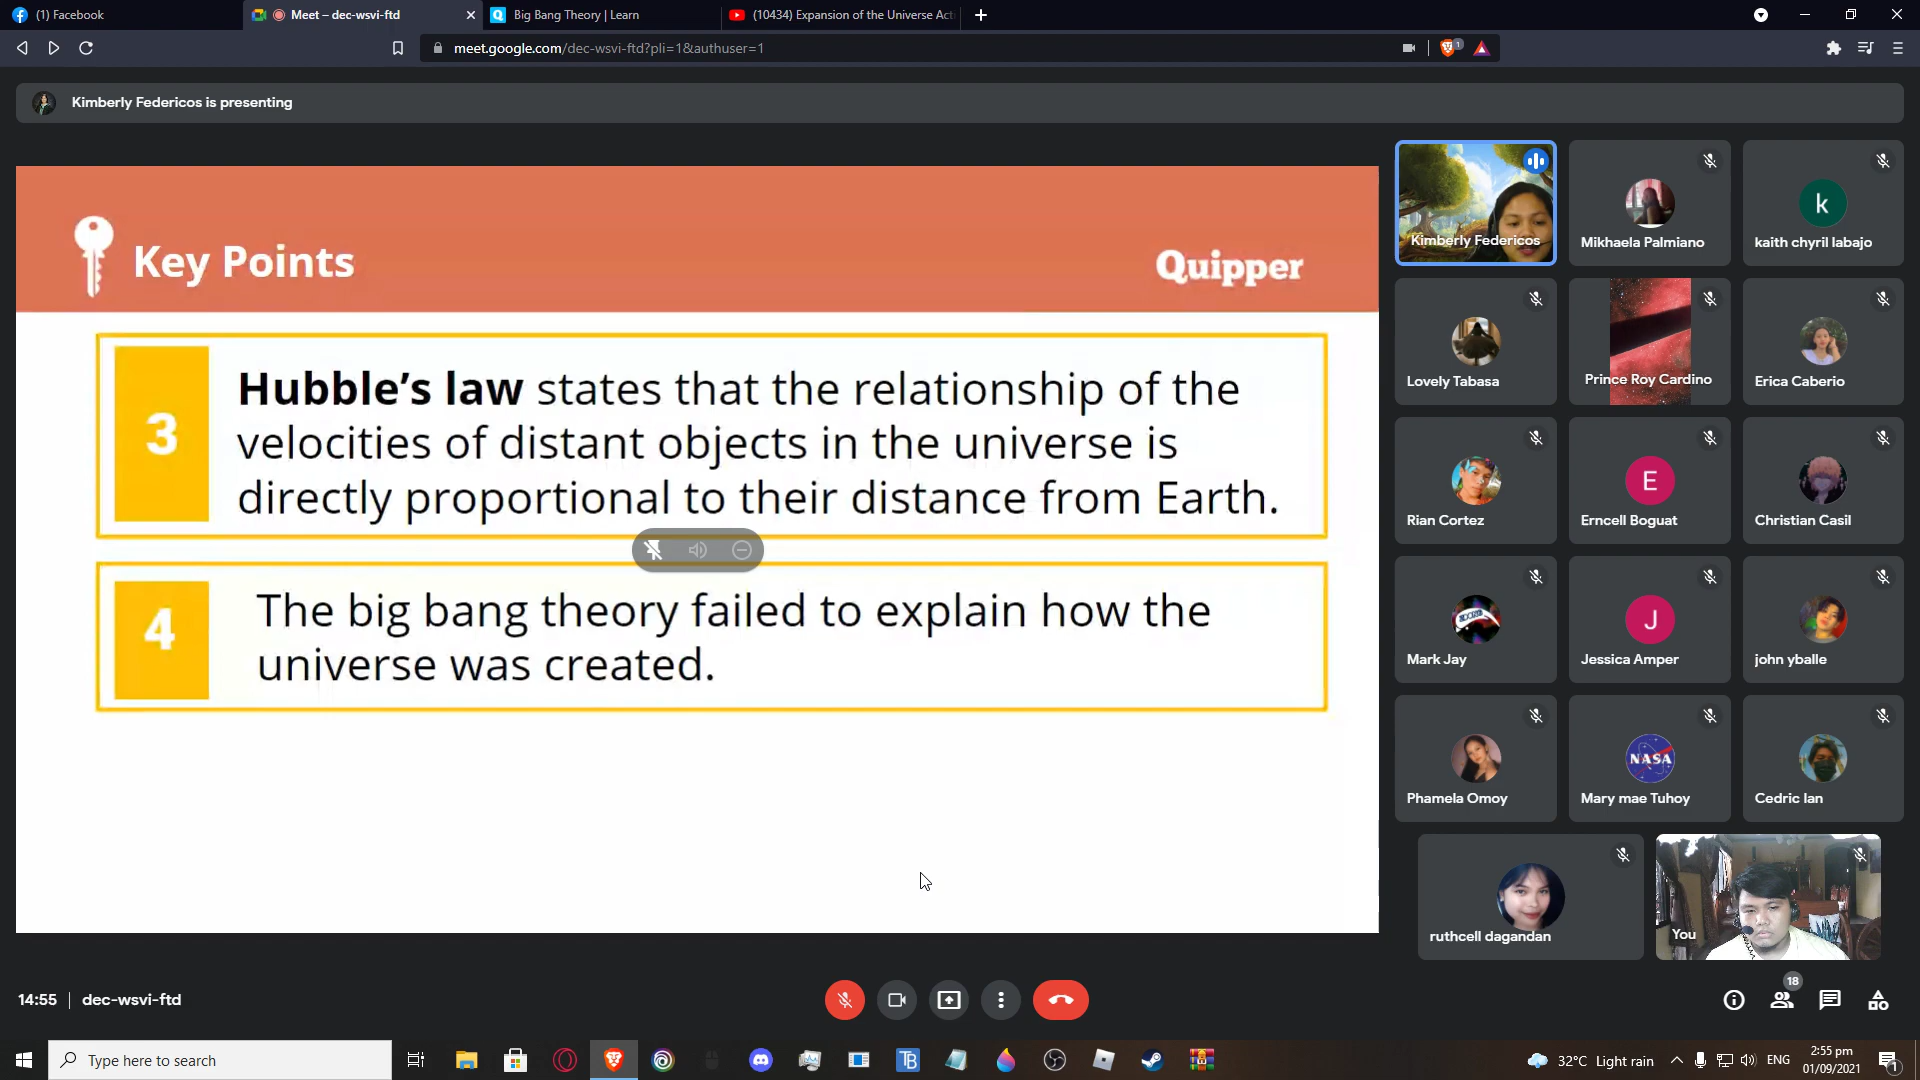 (1) Facebook
Meet – dec-wsvi-ftd
Big Bang Theory | Learn
(10434) Expansion of the Universe Act
meet.google.com/dec-wsvi-ftd?pli=1&authuser=1
1
Kimberly Federicos is presenting
Key Points
Quipper
3
Hubble's law states that the relationship of the
velocities of distant objects in the universe is
directly proportional to their distance from Earth.
4
The big bang theory failed to explain how the
universe was created.
Kimberly Federicos
Mikhaela Palmiano
k
kaith chyril labajo
Lovely Tabasa
Prince Roy Cardino
Erica Caberio
Rian Cortez
E
Erncell Boguat
Christian Casil
Mark Jay
J
Jessica Amper
john yballe
Phamela Omoy
NASA
Mary mae Tuhoy
Cedric Ian
ruthcell dagandan
You
14:55 | dec-wsvi-ftd
18
Type here to search
TB
32°C Light rain
ENG
2:55 pm
01/09/2021
1